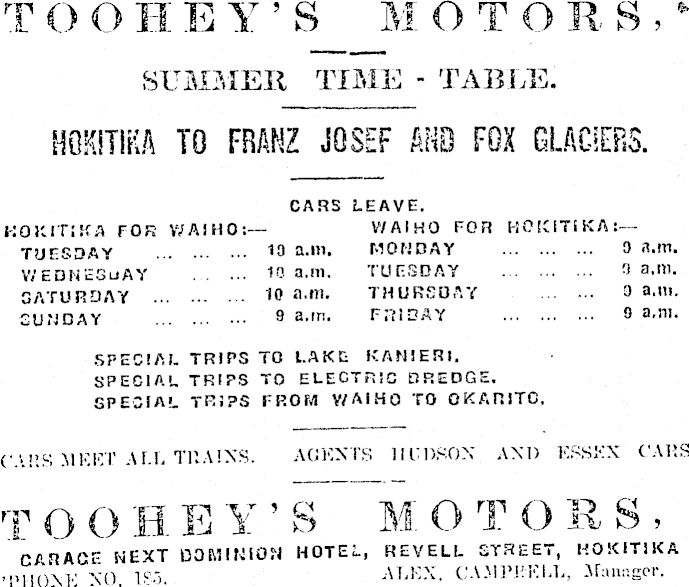 TOOHEY'S MOTORS,
SUMMER TIME - TABLE.
HOKITIKA TO FRANZ JOSEF AND FOX GLACIERS.
CARS LEAVE.
HOKITIKA FOR WAIHO:—
TUESDAY ... ... ... 10 a.m.
WEDNESDAY ... ... 10 a.m.
SATURDAY ... ... ... 10 a.m.
SUNDAY ... ... ... 9 a.m.
WAIHO FOR HOKITIKA:—
MONDAY ... ... ... 9 a.m.
TUESDAY ... ... ... 9 a.m.
THURSDAY ... ... 9 a.m.
FRIDAY ... ... ... 9 a.m.
SPECIAL TRIPS TO LAKE KANIERI.
SPECIAL TRIPS TO ELECTRIC DREDGE.
SPECIAL TRIPS FROM WAIHO TO OKARITO.
CARS MEET ALL TRAINS. AGENTS HUDSON AND ESSEX CARS
TOOHEY'S MOTORS,
GARAGE NEXT DOMINION HOTEL, REVELL STREET, HOKITIKA
'PHONE NO, 185. ALEX. CAMPBELL, Manager.